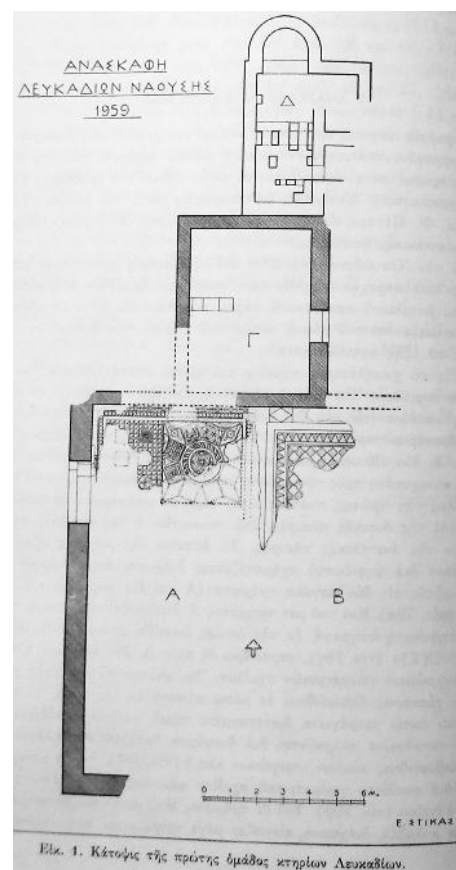 ΑΝΑΣΚΑΦΗ
ΛΕΥΚΑΔΙΩΝ ΝΑΟΥΣΗΣ
1959
Δ
Γ
Α Β
0 1 2 3 4 5 6 м.
Ε. ΣΤΙΚΑΣ
Εἰκ. 1. Κάτοψις τῆς πρώτης ὁμάδος κτηρίων Λευκαδίων.